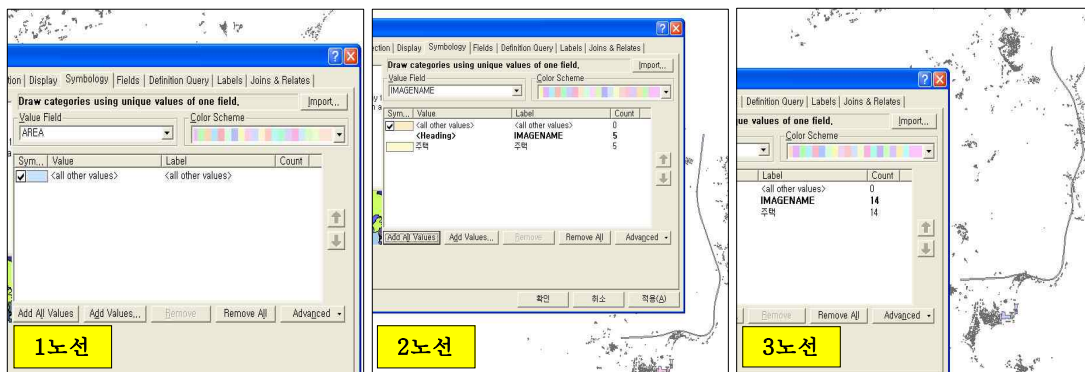 tion | Display | Symbology | Fields | Definition Query | Labels | Joins & Relates |
Draw categories using unique values of one field.
Import...
Value Field
Color Scheme
AREA
Sym... Value Label Count
<all other values> <all other values>
Add All Values
Add Values...
Remove
Remove All
Advanced
1노선
Display | Symbology | Fields | Definition Query | Labels | Joins & Relates |
Draw categories using unique values of one field.
Import...
Value Field
Color Scheme
IMAGENAME
Sym... Value Label Count
<all other values> <all other values> 0
<Heading> IMAGENAME 5
주택 주택 5
Add All Values
Add Values...
Remove
Remove All
Advanced
확인
취소
적용(A)
2노선
Definition Query | Labels | Joins & Relates |
ue values of one field.
Import...
Color Scheme
Label Count
<all other values> 0
IMAGENAME 14
주택 14
Remove
Remove All
Advanced
3노선